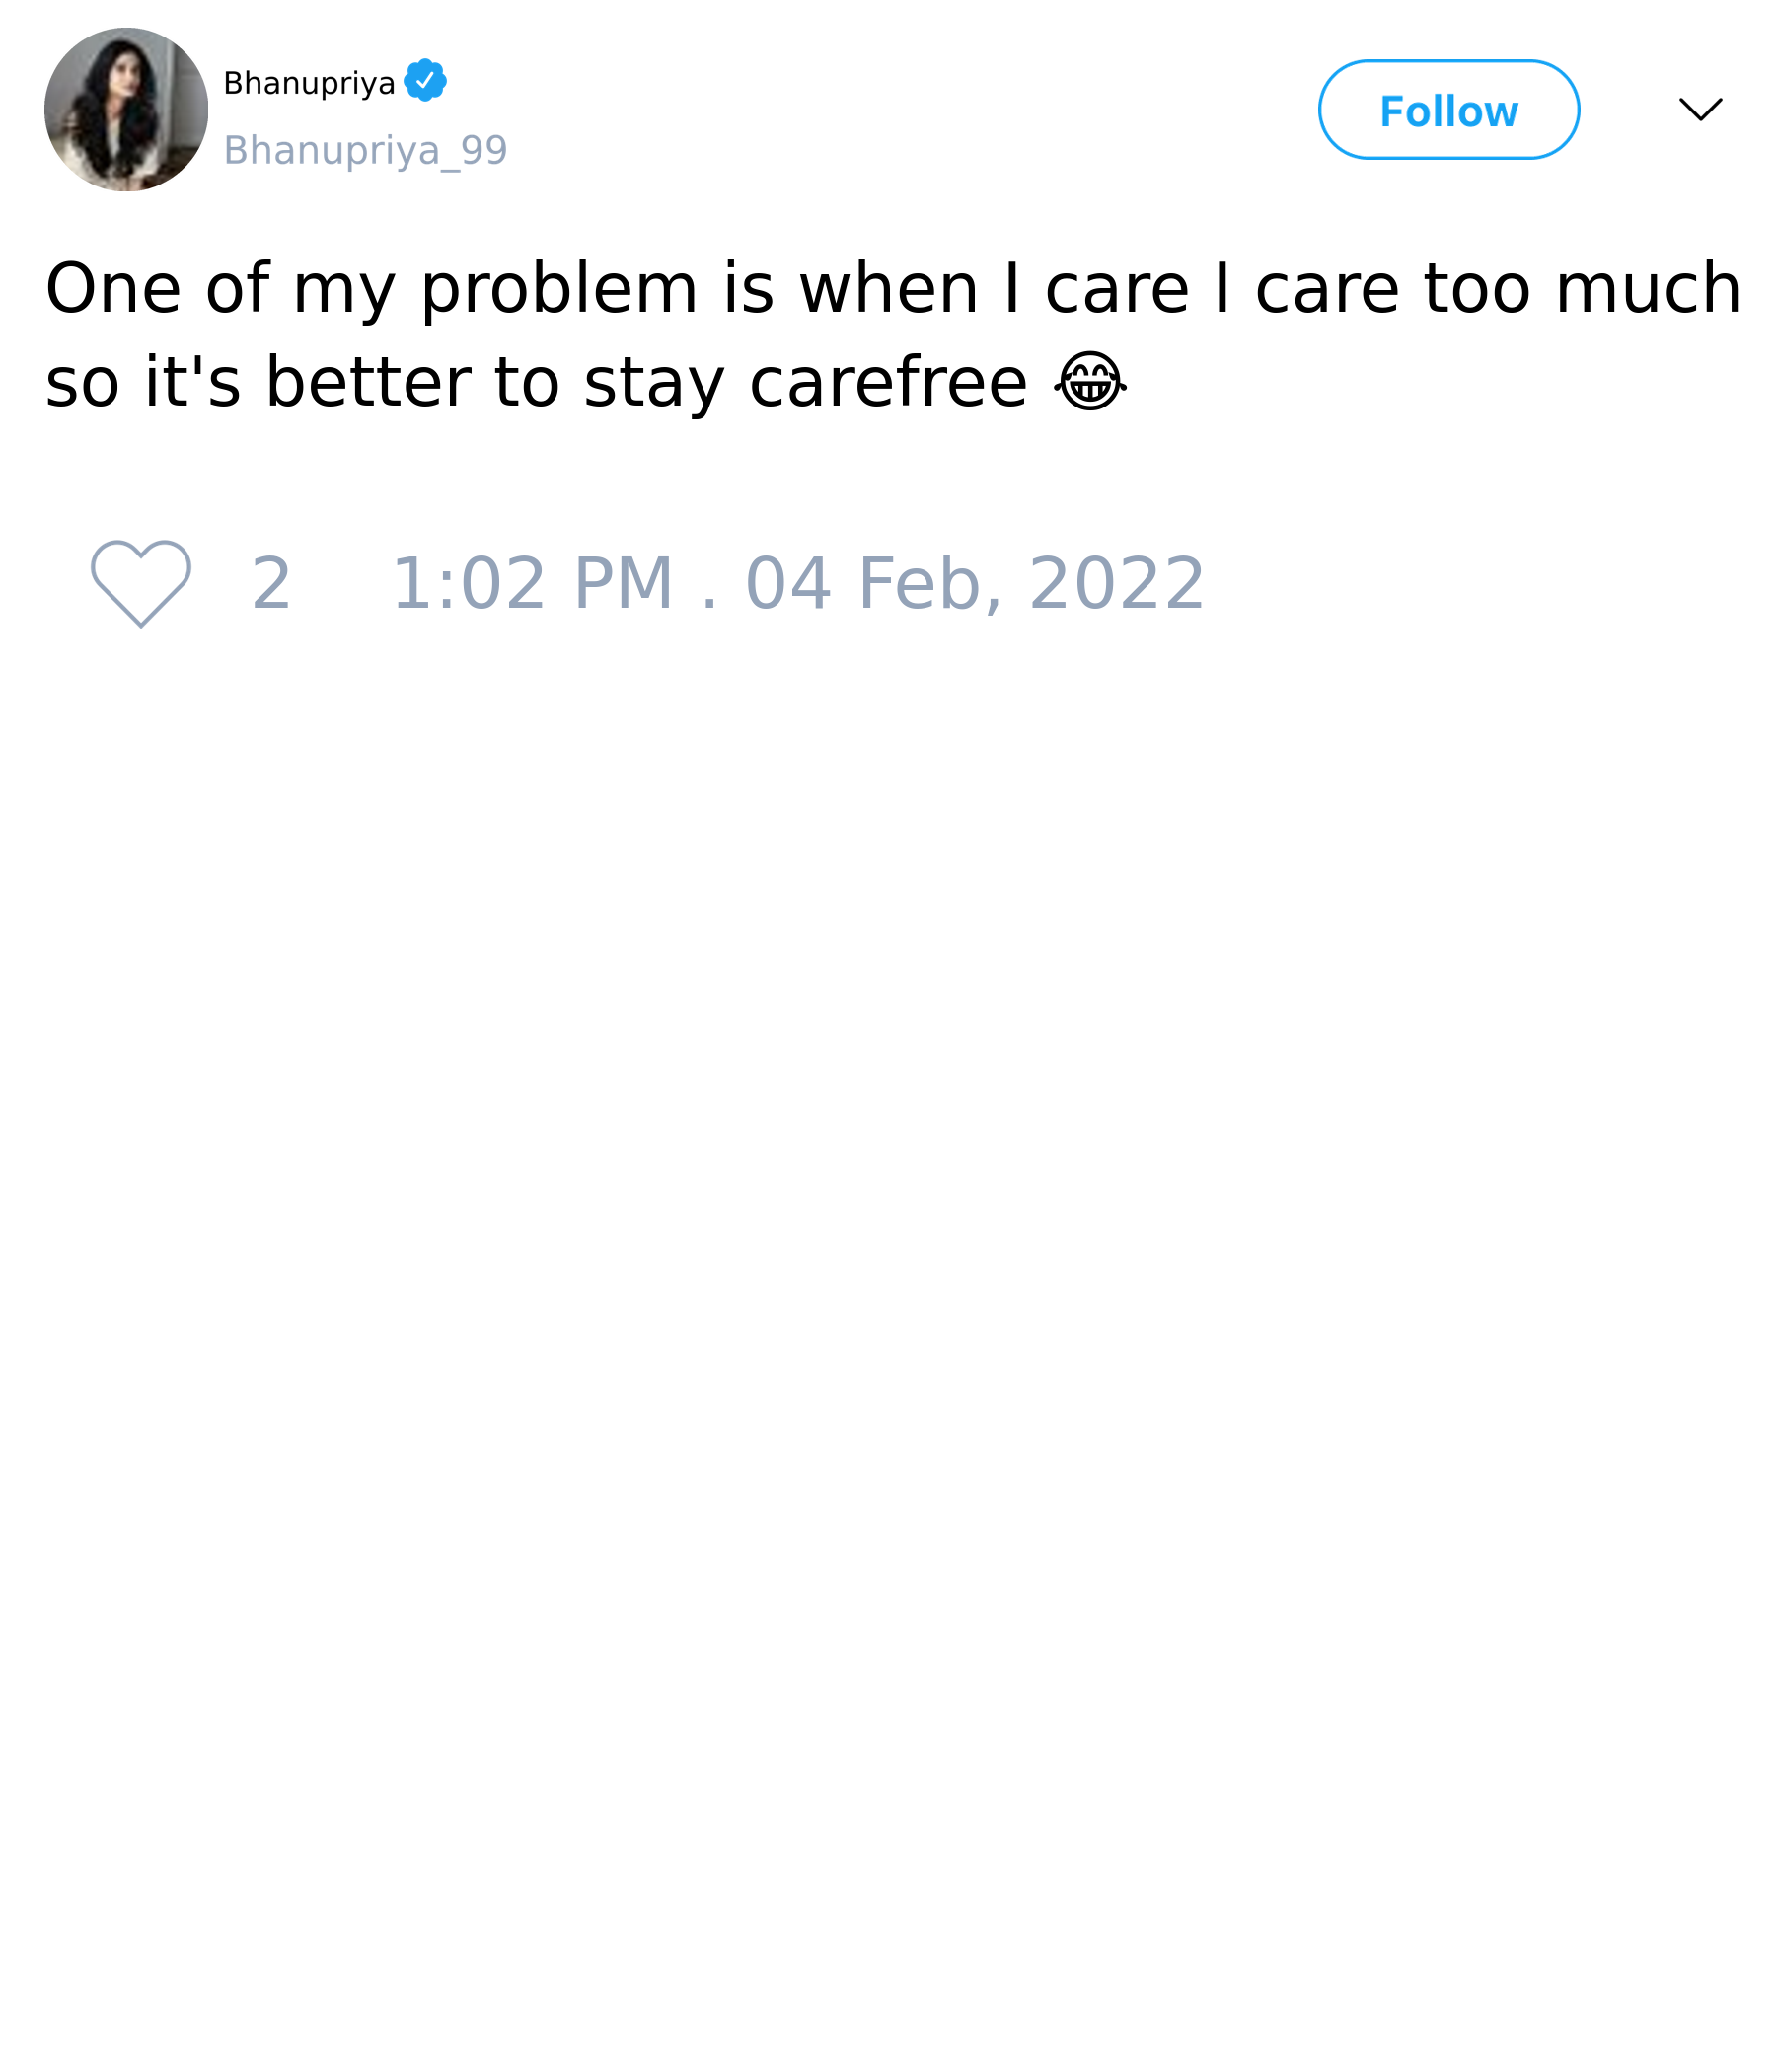 Bhanupriya
Bhanupriya_99
Follow
One of my problem is when I care I care too much
so it's better to stay carefree 😂
2 1:02 PM . 04 Feb, 2022